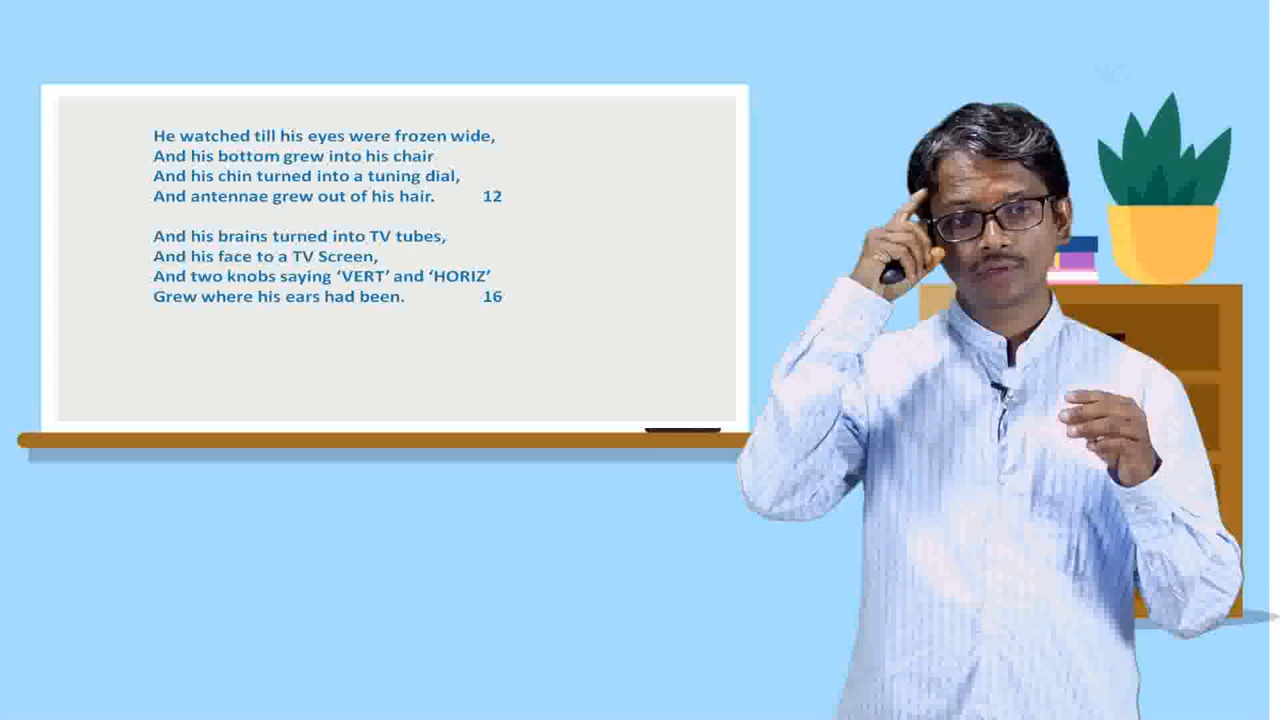 He watched till his eyes were frozen wide,
And his bottom grew into his chair
And his chin turned into a tuning dial,
And antennae grew out of his hair. 12
And his brains turned into TV tubes,
And his face to a TV Screen,
And two knobs saying ‘VERT’ and ‘HORIZ’
Grew where his ears had been. 16